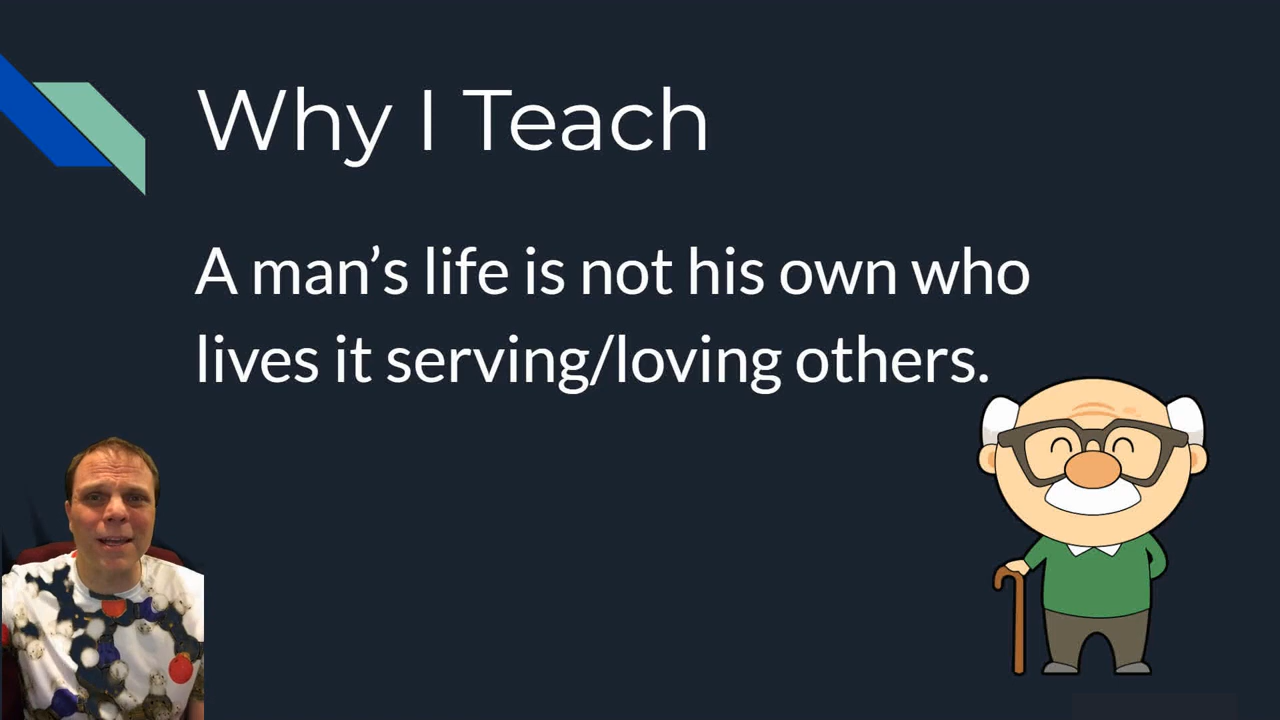 Why I Teach
A man’s life is not his own who
lives it serving/loving others.